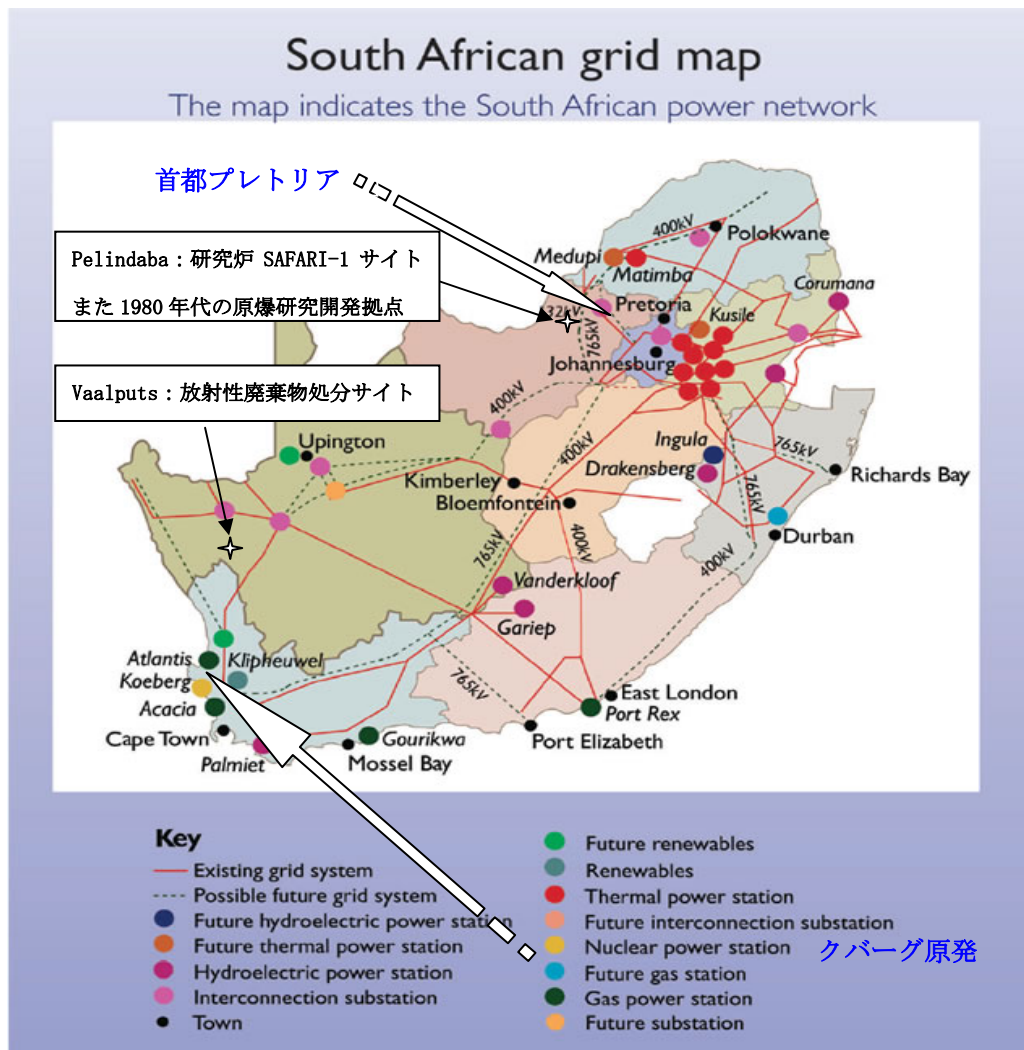 South African grid map
The map indicates the South African power network
首都プレトリア
Pelindaba：研究炉 SAFARI-1 サイト
また 1980 年代の原爆研究開発拠点
Vaalputs：放射性廃棄物処分サイト
400kV
Polokwane
Medupi
Matimba
Corumana
32kV
Pretoria
Kusile
765kV
Johannesburg
400kV
Upington
Ingula
765kV
400kV
Kimberley
Drakensberg
Richards Bay
Bloemfontein
765kV
Durban
765kV
400kV
400kV
Vanderkloof
Gariep
Atlantis
Klipheuwel
Koeberg
765kV
East London
Acacia
Port Rex
Cape Town
Gourikwa
Port Elizabeth
Palmiet
Mossel Bay
Key
Existing grid system
Possible future grid system
Future hydroelectric power station
Future thermal power station
Hydroelectric power station
Interconnection substation
Town
Future renewables
Renewables
Thermal power station
Future interconnection substation
Nuclear power station
クバーグ原発
Future gas station
Gas power station
Future substation